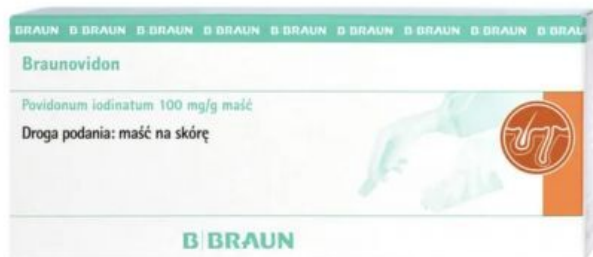 BRAUN B BRAUN B BRAUN B BRAUN B BRAUN B BRAUN B BRAUN B BRAUN B BRAU
Braunovidon
Povidonum iodinatum 100 mg/g maść
Droga podania: maść na skórę
B BRAUN